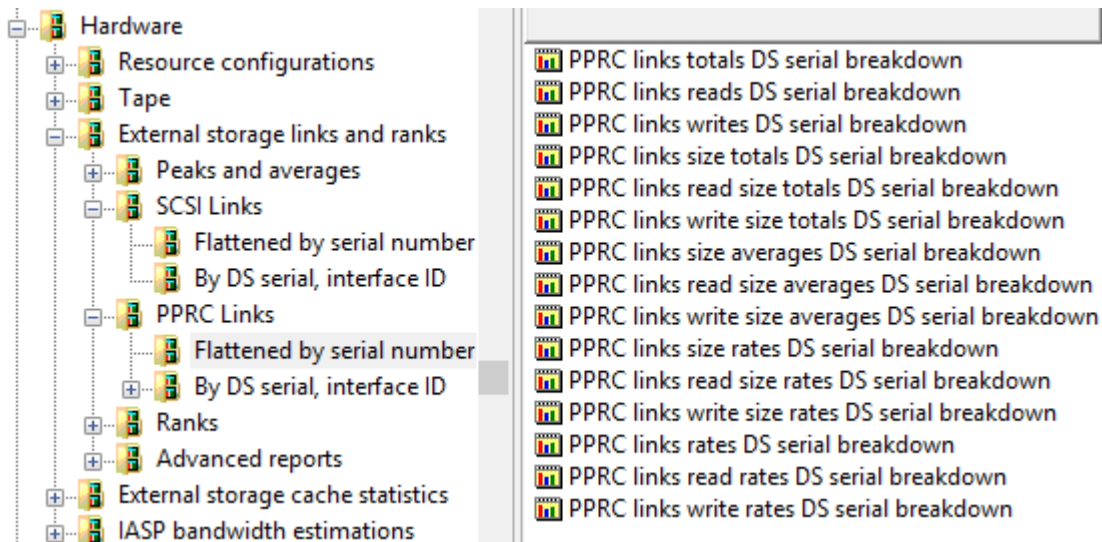 Hardware
Resource configurations
Tape
External storage links and ranks
Peaks and averages
SCSI Links
Flattened by serial number
By DS serial, interface ID
PPRC Links
Flattened by serial number
By DS serial, interface ID
Ranks
Advanced reports
External storage cache statistics
IASP bandwidth estimations
PPRC links totals DS serial breakdown
PPRC links reads DS serial breakdown
PPRC links writes DS serial breakdown
PPRC links size totals DS serial breakdown
PPRC links read size totals DS serial breakdown
PPRC links write size totals DS serial breakdown
PPRC links size averages DS serial breakdown
PPRC links read size averages DS serial breakdown
PPRC links write size averages DS serial breakdown
PPRC links size rates DS serial breakdown
PPRC links read size rates DS serial breakdown
PPRC links write size rates DS serial breakdown
PPRC links rates DS serial breakdown
PPRC links read rates DS serial breakdown
PPRC links write rates DS serial breakdown